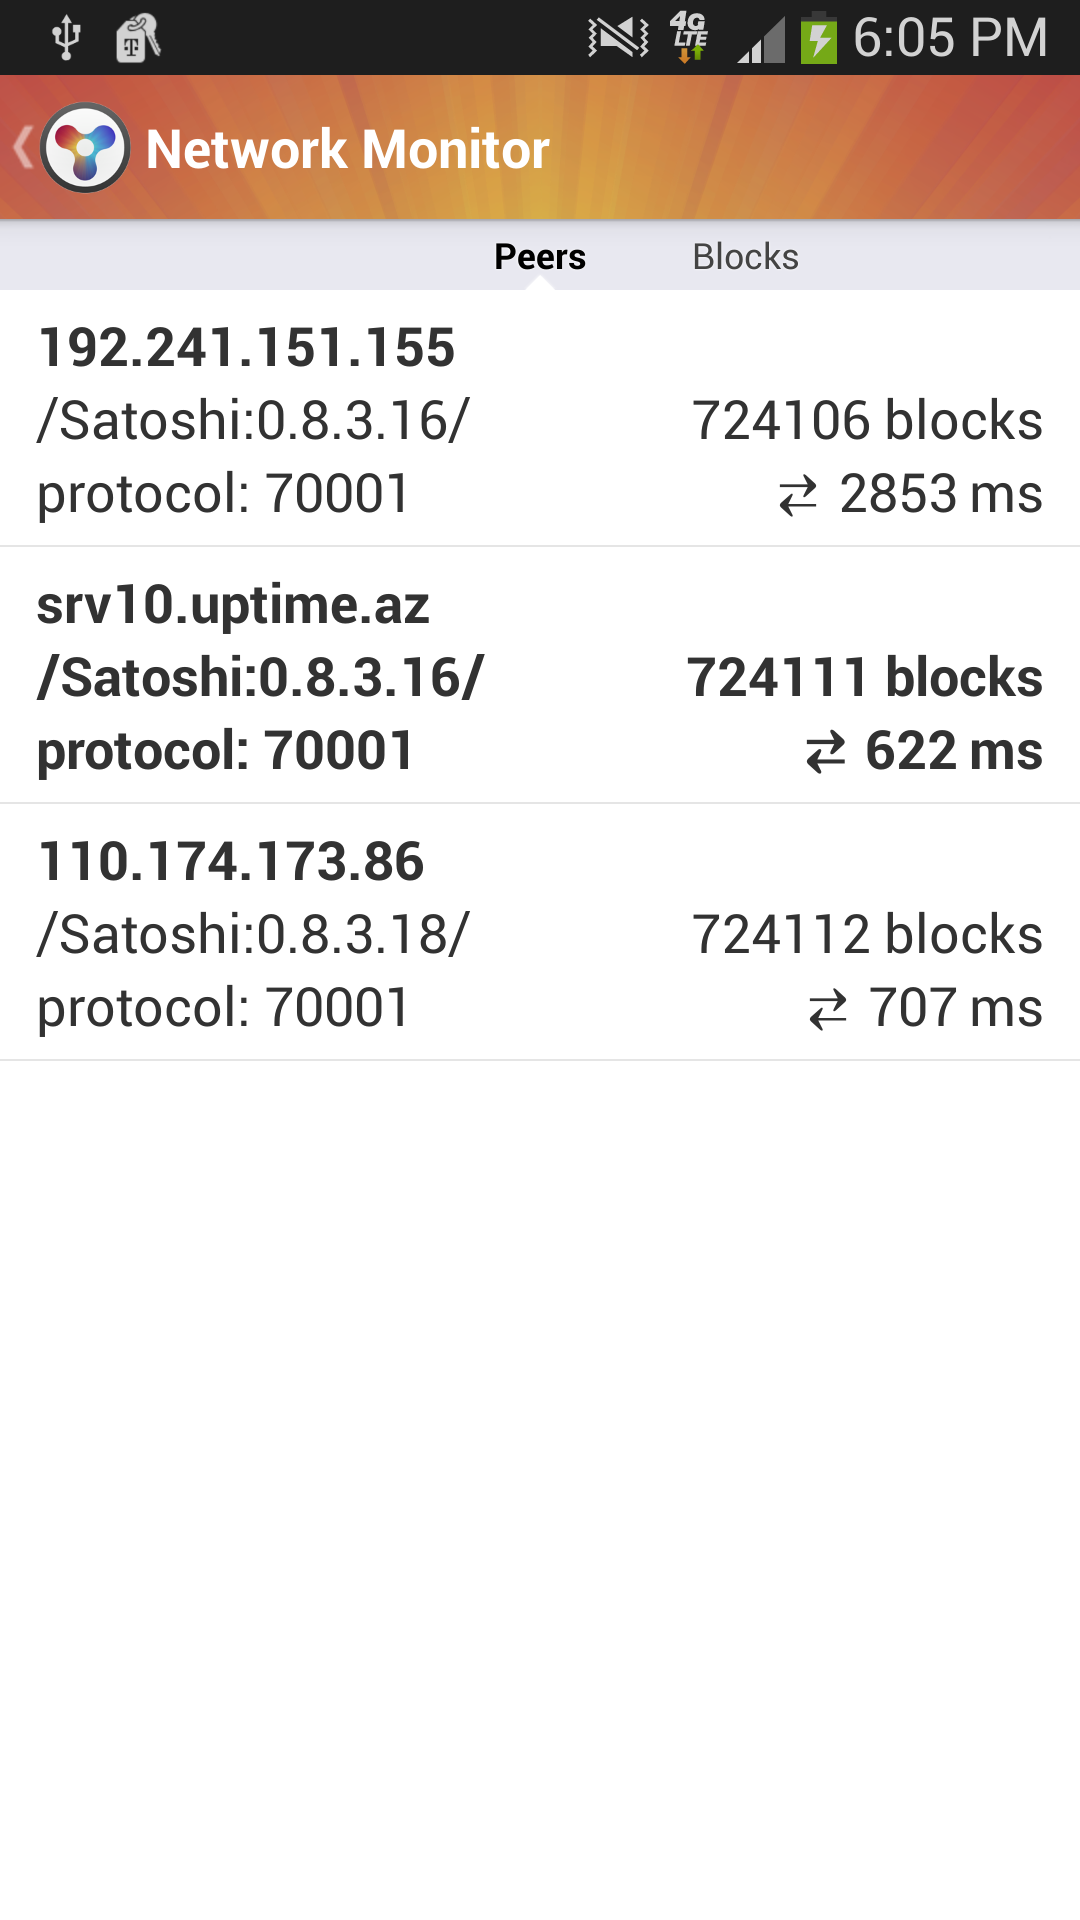 4G
LTE
6:05 PM
T
Network Monitor
Peers Blocks
192.241.151.155
/Satoshi:0.8.3.16/ 724106 blocks
protocol: 70001 ⇄ 2853 ms
srv10.uptime.az
/Satoshi:0.8.3.16/ 724111 blocks
protocol: 70001 ⇄ 622 ms
110.174.173.86
/Satoshi:0.8.3.18/ 724112 blocks
protocol: 70001 ⇄ 707 ms